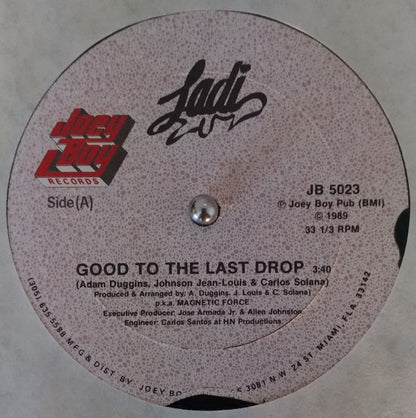 Ladi
Luv
Joey
Boy
RECORDS
Side (A)
JB 5023
℗ Joey Boy Pub (BMI)
© 1989
33 1/3 RPM
GOOD TO THE LAST DROP 3:40
(Adam Duggins, Johnson Jean-Louis & Carlos Solana)
Produced & Arranged by: A. Duggins, J. Louis & C. Solana)
p.k.a. MAGNETIC FORCE
Executive Producer: Jose Armada Jr. & Allen Johnston
Engineer: Carlos Santos at HN Productions.
(305) 635-5588 MFG & DIST. BY JOEY BOY 3081 N.W. 24 ST. MIAMI, FLA. 33142